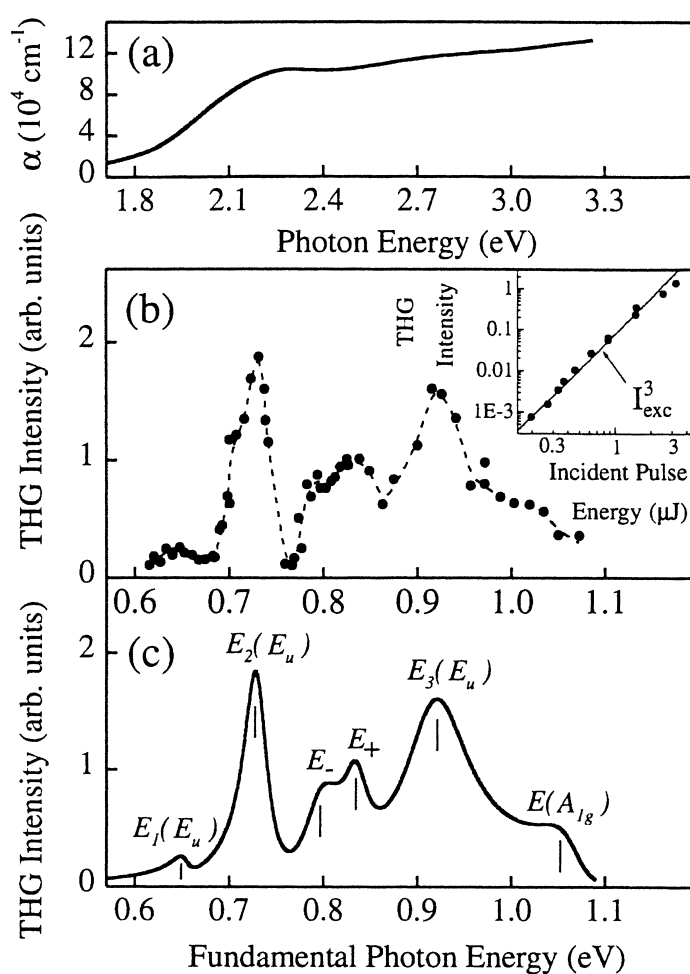 (a)
α (10⁴ cm⁻¹)
12
8
4
0
1.8 2.1 2.4 2.7 3.0 3.3
Photon Energy (eV)
(b)
THG Intensity (arb. units)
2
1
0
0.6 0.7 0.8 0.9 1.0 1.1
THG
Intensity
1
0.1
0.01
1E-3
I³exc
0.3 1 3
Incident Pulse
Energy (μJ)
(c)
THG Intensity (arb. units)
2
1
0
E₁(Eᵤ)
E₂(Eᵤ)
E₋
E₊
E₃(Eᵤ)
E(A₁g)
0.6 0.7 0.8 0.9 1.0 1.1
Fundamental Photon Energy (eV)